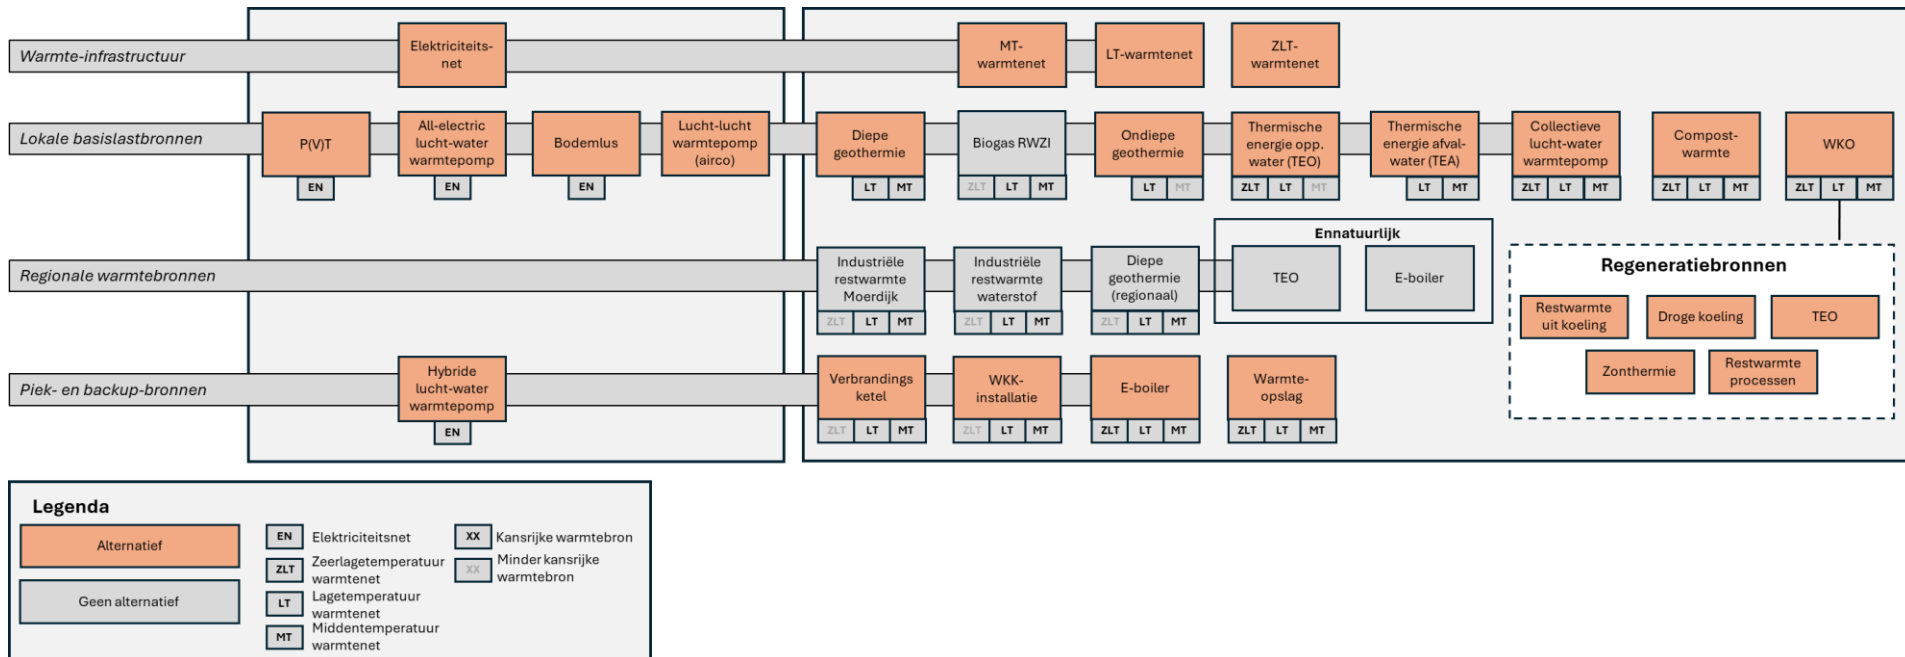 Warmte-infrastructuur
Elektriciteits-
net
MT-
warmtenet
LT-warmtenet
ZLT-
warmtenet
Lokale basislastbronnen
P(V)T
EN
All-electric
lucht-water
warmtepomp
EN
Bodemlus
EN
Lucht-lucht
warmtepomp
(airco)
Diepe
geothermie
LT MT
Biogas RWZI
ZLT LT MT
Ondiepe
geothermie
LT MT
Thermische
energie opp.
water (TEO)
ZLT LT MT
Thermische
energie afval-
water (TEA)
LT MT
Collectieve
lucht-water
warmtepomp
ZLT LT MT
Compost-
warmte
ZLT LT MT
WKO
ZLT LT MT
Regionale warmtebronnen
Industriële
restwarmte
Moerdijk
ZLT LT MT
Industriële
restwarmte
waterstof
ZLT LT MT
Diepe
geothermie
(regionaal)
ZLT LT MT
Ennatuurlijk
TEO
E-boiler
Regeneratiebronnen
Restwarmte
uit koeling
Droge koeling
TEO
Zonthermie
Restwarmte
processen
Piek- en backup-bronnen
Hybride
lucht-water
warmtepomp
EN
Verbrandings
ketel
ZLT LT MT
WKK-
installatie
ZLT LT MT
E-boiler
ZLT LT MT
Warmte-
opslag
ZLT LT MT
Legenda
Alternatief
Geen alternatief
EN Elektriciteitsnet
ZLT Zeerlagetemperatuur
warmtenet
LT Lagetemperatuur
warmtenet
MT Middentemperatuur
warmtenet
XX Kansrijke warmtebron
XX Minder kansrijke
warmtebron